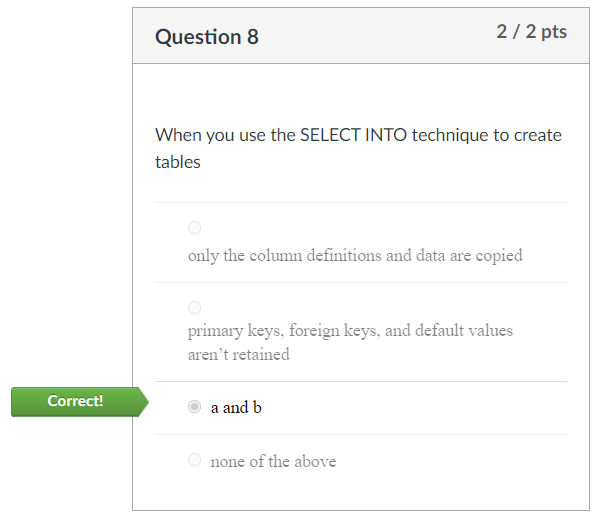 Question 8
2 / 2 pts
When you use the SELECT INTO technique to create
tables
only the column definitions and data are copied
primary keys, foreign keys, and default values
aren’t retained
Correct!
a and b
none of the above